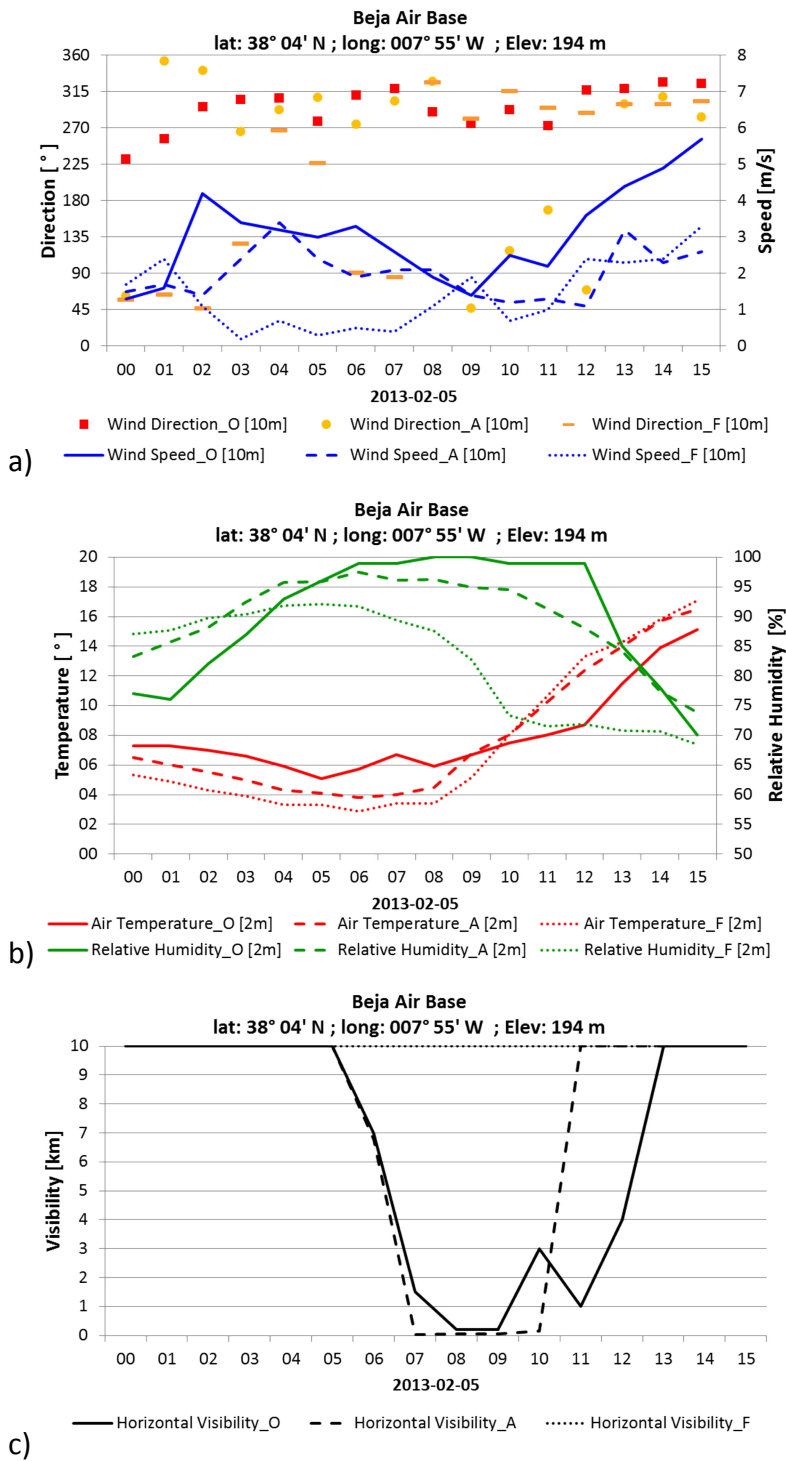 a)
Beja Air Base
lat: 38° 04' N ; long: 007° 55' W ; Elev: 194 m
Direction [ ° ]
360
315
270
225
180
135
90
45
0
Speed [m/s]
8
7
6
5
4
3
2
1
0
00 01 02 03 04 05 06 07 08 09 10 11 12 13 14 15
2013-02-05
Wind Direction_O [10m] Wind Direction_A [10m] Wind Direction_F [10m]
Wind Speed_O [10m] Wind Speed_A [10m] Wind Speed_F [10m]
b)
Beja Air Base
lat: 38° 04' N ; long: 007° 55' W ; Elev: 194 m
Temperature [ ° ]
20
18
16
14
12
10
08
06
04
02
00
Relative Humidity [%]
100
95
90
85
80
75
70
65
60
55
50
00 01 02 03 04 05 06 07 08 09 10 11 12 13 14 15
2013-02-05
Air Temperature_O [2m] Air Temperature_A [2m] Air Temperature_F [2m]
Relative Humidity_O [2m] Relative Humidity_A [2m] Relative Humidity_F [2m]
c)
Beja Air Base
lat: 38° 04' N ; long: 007° 55' W ; Elev: 194 m
Visibility [km]
10
9
8
7
6
5
4
3
2
1
0
00 01 02 03 04 05 06 07 08 09 10 11 12 13 14 15
2013-02-05
Horizontal Visibility_O Horizontal Visibility_A Horizontal Visibility_F